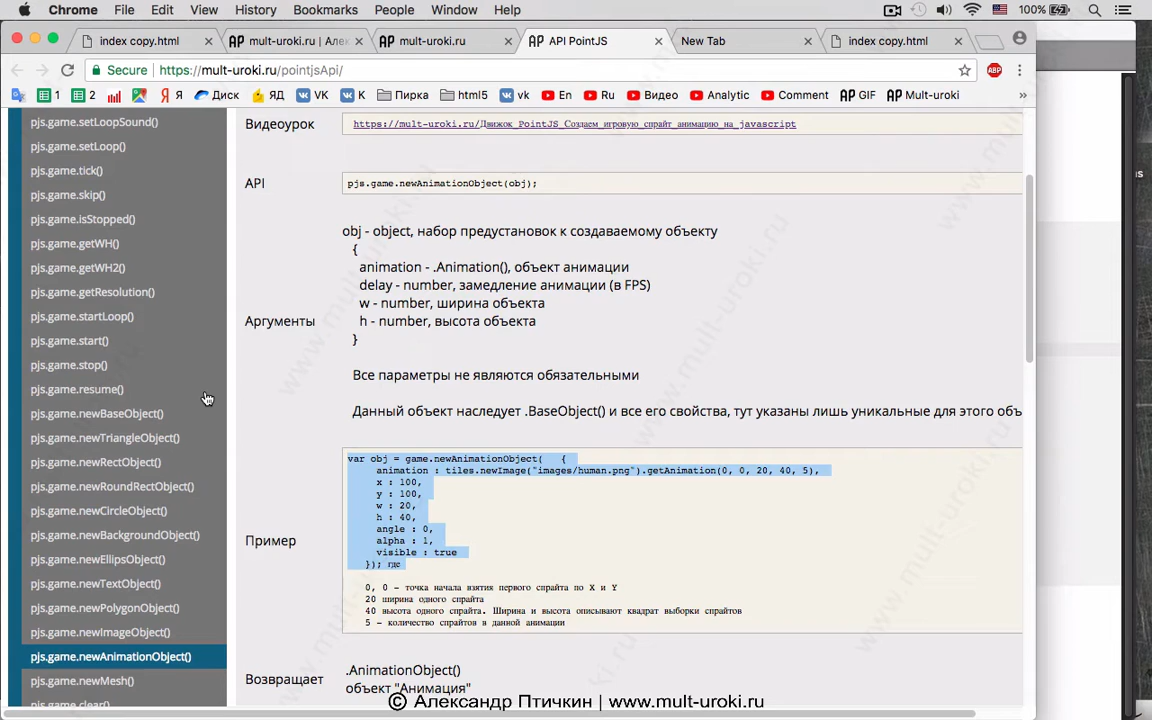 Chrome File Edit View History Bookmarks People Window Help 100%
index copy.html mult-uroki.ru | Алек mult-uroki.ru API PointJS New Tab index copy.html
Secure https://mult-uroki.ru/pointjsApi/ ABP
1 2 Я Диск ЯД VK K Пирка html5 vk En Ru Видео Analytic Comment AP GIF AP Mult-uroki »
pjs.game.setLoopSound()
pjs.game.setLoop()
pjs.game.tick()
pjs.game.skip()
pjs.game.isStopped()
pjs.game.getWH()
pjs.game.getWH2()
pjs.game.getResolution()
pjs.game.startLoop()
pjs.game.start()
pjs.game.stop()
pjs.game.resume()
pjs.game.newBaseObject()
pjs.game.newTriangleObject()
pjs.game.newRectObject()
pjs.game.newRoundRectObject()
pjs.game.newCircleObject()
pjs.game.newBackgroundObject()
pjs.game.newEllipsObject()
pjs.game.newTextObject()
pjs.game.newPolygonObject()
pjs.game.newImageObject()
pjs.game.newAnimationObject()
pjs.game.newMesh()
pjs.game.clear()
Видеоурок
https://mult-uroki.ru/Движок_PointJS_Создаем_игровую_спрайт_анимацию_на_javascript
API
pjs.game.newAnimationObject(obj);
Аргументы
obj - object, набор предустановок к создаваемому объекту
{
animation - .Animation(), объект анимации
delay - number, замедление анимации (в FPS)
w - number, ширина объекта
h - number, высота объекта
}
Все параметры не являются обязательными
Данный объект наследует .BaseObject() и все его свойства, тут указаны лишь уникальные для этого объ
Пример
var obj = game.newAnimationObject( {
animation : tiles.newImage("images/human.png").getAnimation(0, 0, 20, 40, 5),
x : 100,
y : 100,
w : 20,
h : 40,
angle : 0,
alpha : 1,
visible : true
}); где
0, 0 - точка начала взятия первого спрайта по X и Y
20 ширина одного спрайта
40 высота одного спрайта. Ширина и высота описывают квадрат выборки спрайтов
5 - количество спрайтов в данной анимации
Возвращает
.AnimationObject()
объект "Анимация"
© Александр Птичкин | www.mult-uroki.ru